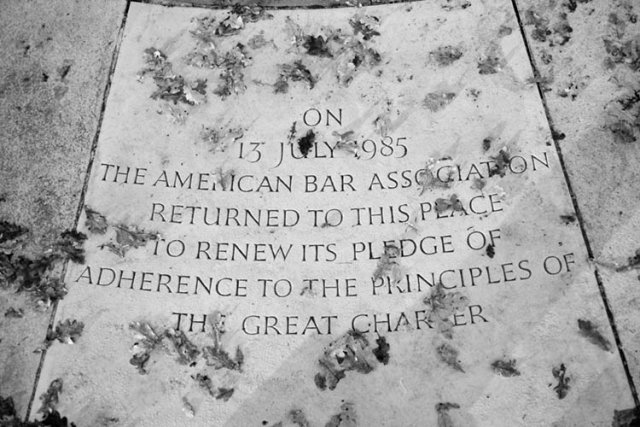 ON
13 JULY 1985
THE AMERICAN BAR ASSOCIATION
RETURNED TO THIS PLACE
TO RENEW ITS PLEDGE OF
ADHERENCE TO THE PRINCIPLES OF
THE GREAT CHARTER